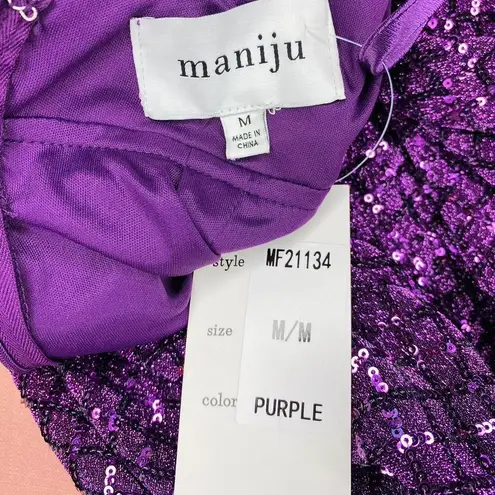 maniju
M
MADE IN
CHINA
style MF21134
size M/M
color PURPLE